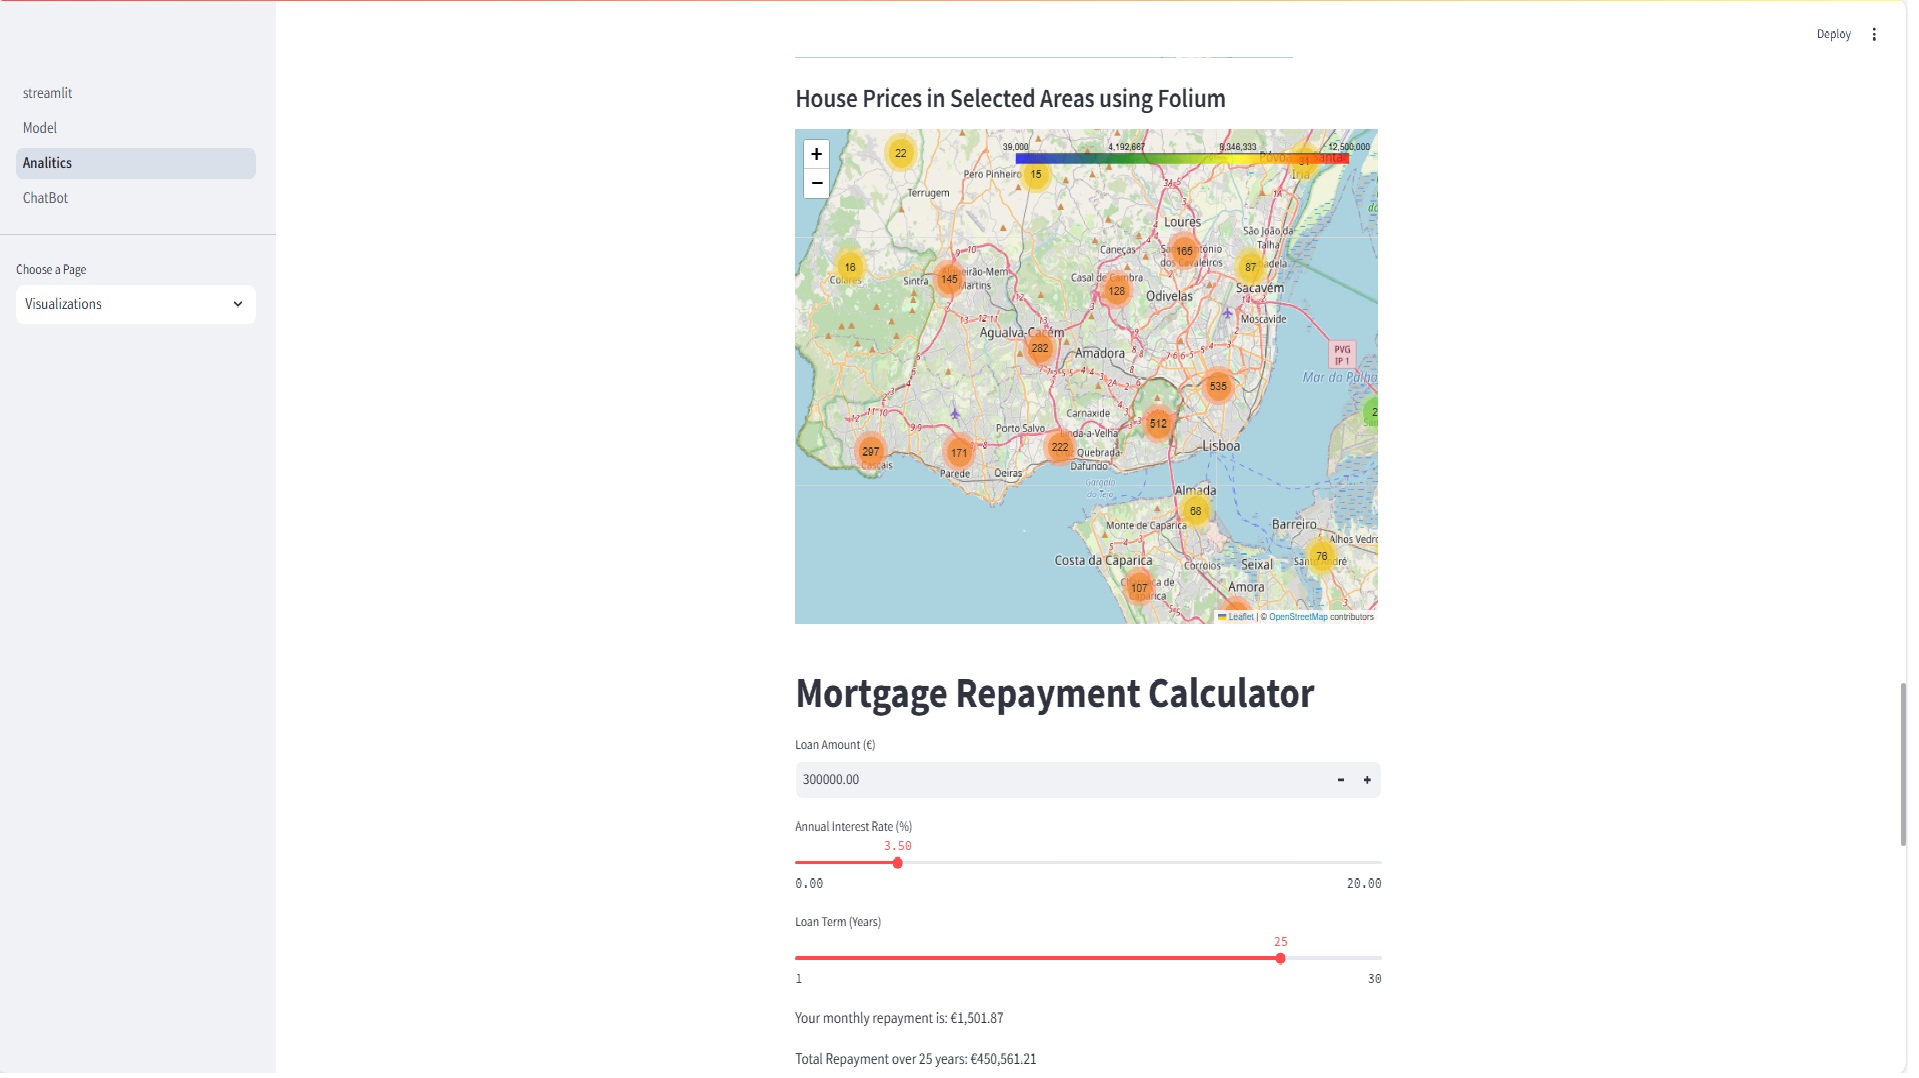 Deploy
streamlit
Model
Analitics
ChatBot
Choose a Page
Visualizations
House Prices in Selected Areas using Folium
+
−
39,000 4,192,667 8,346,333 12,500,000
22
Pero Pinheiro 15
Terrugem
Loures
São João da
Talha
165
Caneças
16
Sintra 145
Martins
Casal de Cambra
128
87
Odivelas
Sacavém
Moscavide
Agualva-Cacém
282
Amadora
PVG
IP 1
535
Carnaxide
512
Porto Salvo
222
Lisboa
297
171
Parede
Oeiras
Quebrada-
Dafundo
Gargalo
do Tejo
Almada
68
Monte de Caparica
Barreiro
Alhos Vedr
76
Costa da Caparica
Corroios
Seixal
107
Amora
Leaflet | © OpenStreetMap contributors
Mortgage Repayment Calculator
Loan Amount (€)
300000.00 - +
Annual Interest Rate (%)
3.50
0.00 20.00
Loan Term (Years)
25
1 30
Your monthly repayment is: €1,501.87
Total Repayment over 25 years: €450,561.21